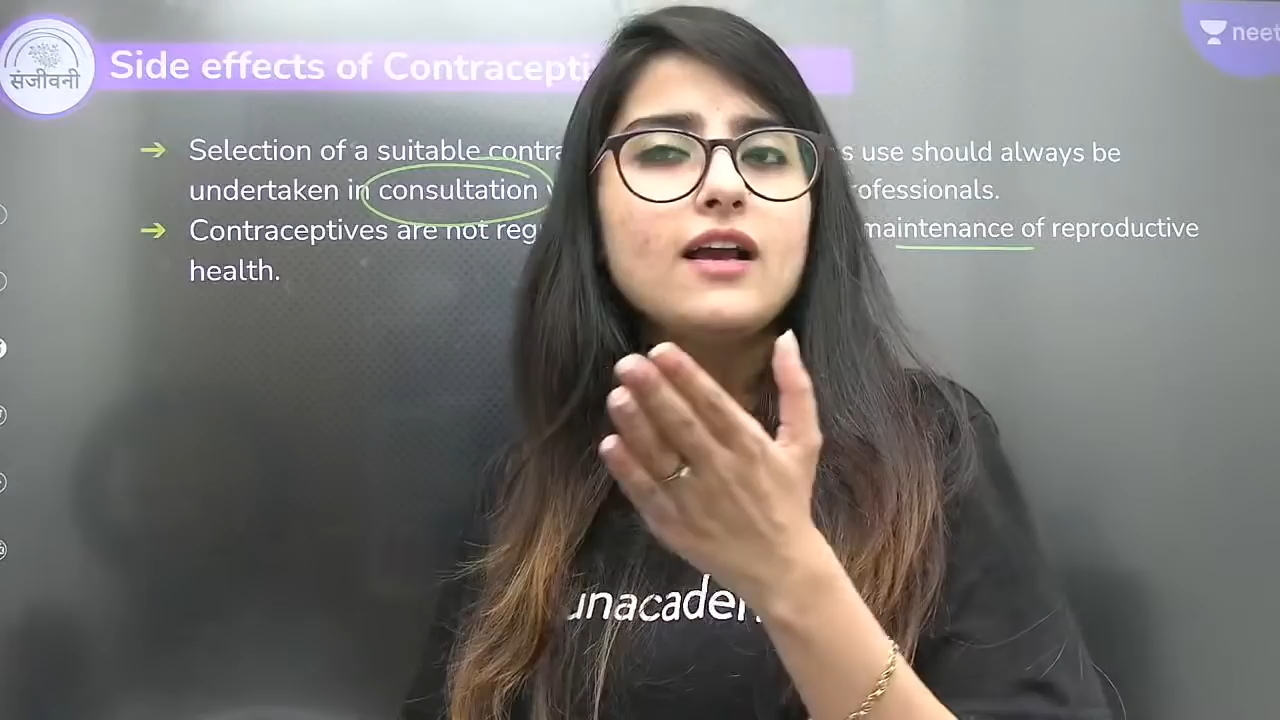 संजीवनी
Side effects of Contracepti
neet
Selection of a suitable contra s use should always be
undertaken in consultation rofessionals.
Contraceptives are not reg maintenance of reproductive
health.
unacadem